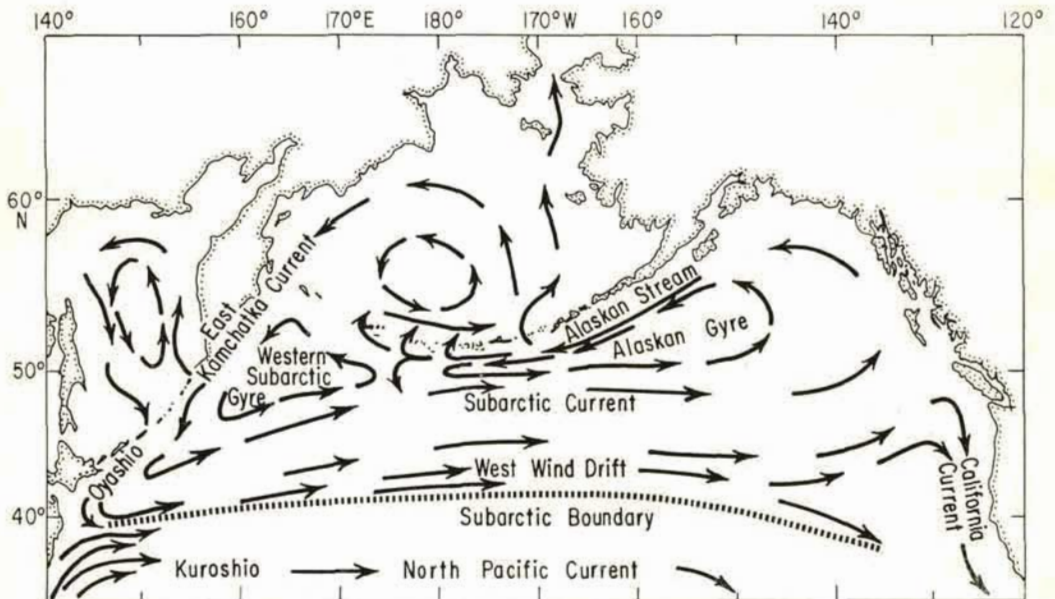 140° 160° 170°E 180° 170°W 160° 140° 120°
60°
N
50°
40°
East
Kamchatka Current
Alaskan Stream
Alaskan Gyre
Western
Subarctic
Gyre
Subarctic Current
Oyashio
West Wind Drift
California
Current
Subarctic Boundary
Kuroshio North Pacific Current